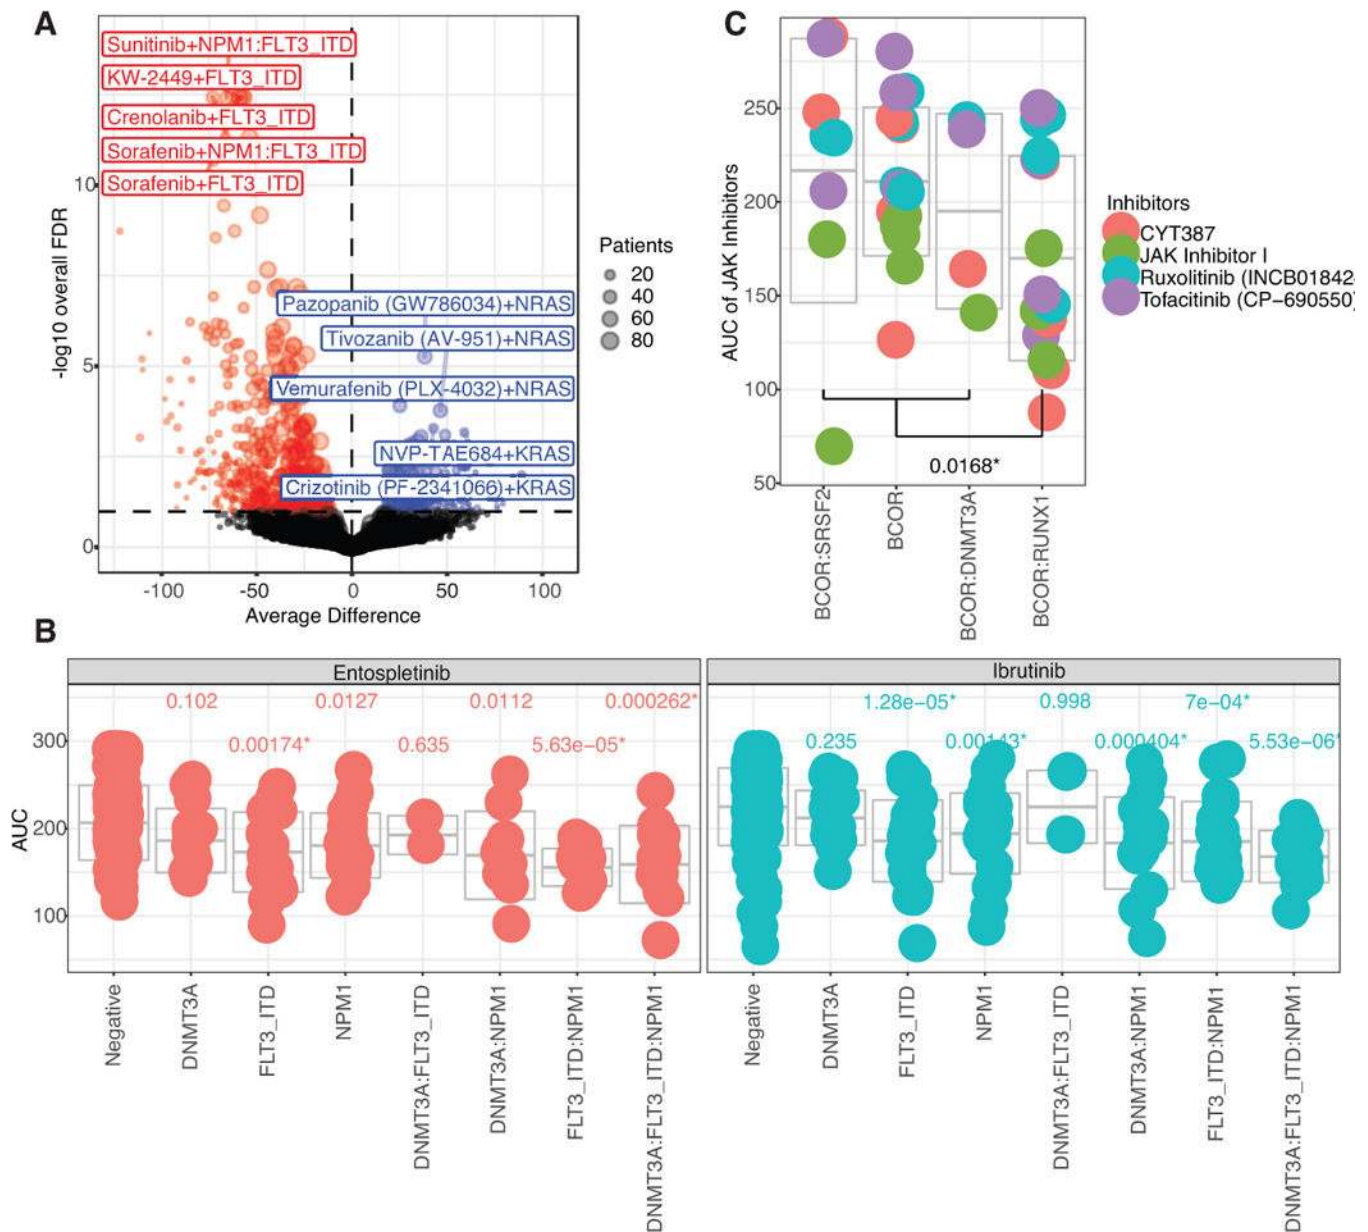 A
Sunitinib+NPM1:FLT3_ITD
KW-2449+FLT3_ITD
Crenolanib+FLT3_ITD
Sorafenib+NPM1:FLT3_ITD
Sorafenib+FLT3_ITD
Pazopanib (GW786034)+NRAS
Tivozanib (AV-951)+NRAS
Vemurafenib (PLX-4032)+NRAS
NVP-TAE684+KRAS
Crizotinib (PF-2341066)+KRAS
-log10 overall FDR
10
5
0
-100 -50 0 50 100
Average Difference
Patients
20
40
60
80
C
AUC of JAK Inhibitors
250
200
150
100
50
0.0168*
BCOR:SRSF2
BCOR
BCOR:DNMT3A
BCOR:RUNX1
Inhibitors
CYT387
JAK Inhibitor I
Ruxolitinib (INCB01842
Tofacitinib (CP-690550)
B
Entospletinib
0.102 0.0127 0.0112 0.000262*
0.00174* 0.635 5.63e-05*
AUC
300
200
100
Negative
DNMT3A
FLT3_ITD
NPM1
DNMT3A:FLT3_ITD
DNMT3A:NPM1
FLT3_ITD:NPM1
DNMT3A:FLT3_ITD:NPM1
Ibrutinib
1.28e-05* 0.998 7e-04*
0.235 0.00143* 0.000404* 5.53e-06*
Negative
DNMT3A
FLT3_ITD
NPM1
DNMT3A:FLT3_ITD
DNMT3A:NPM1
FLT3_ITD:NPM1
DNMT3A:FLT3_ITD:NPM1